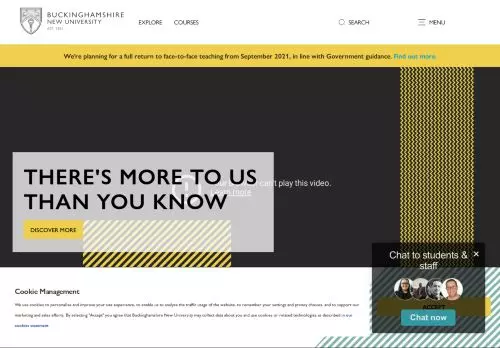 BUCKINGHAMSHIRE
NEW UNIVERSITY
EST. 1891
EXPLORE
COURSES
SEARCH
MENU
We're planning for a full return to face-to-face teaching from September 2021, in line with Government guidance. Find out more.
can't play this video.
Learn more
THERE'S MORE TO US
THAN YOU KNOW
DISCOVER MORE
Chat to students &
staff
×
Chat now
Cookie Management
We use cookies to personalise and improve your site experience, to enable us to analyse the traffic usage of the website, to remember your settings and privacy choices, and to support our
marketing and sales efforts. By selecting "Accept" you agree that Buckinghamshire New University may collect data about you and use cookies or related technologies as described in our
cookies statement
ACCEPT